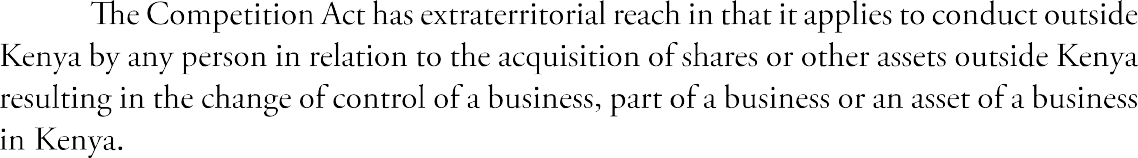 The Competition Act has extraterritorial reach in that it applies to conduct outside
Kenya by any person in relation to the acquisition of shares or other assets outside Kenya
resulting in the change of control of a business, part of a business or an asset of a business
in Kenya.